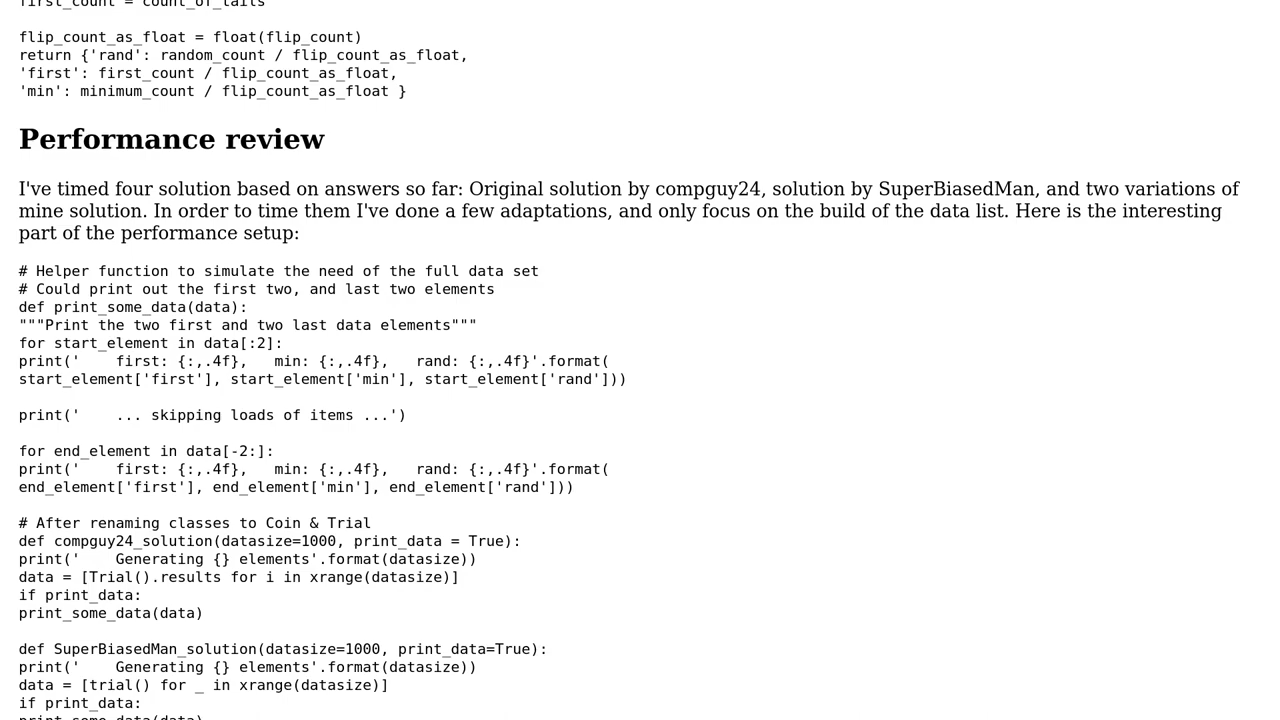 first_count = count_of_tails
flip_count_as_float = float(flip_count)
return {'rand': random_count / flip_count_as_float,
'first': first_count / flip_count_as_float,
'min': minimum_count / flip_count_as_float }
Performance review
I've timed four solution based on answers so far: Original solution by compguy24, solution by SuperBiasedMan, and two variations of
mine solution. In order to time them I've done a few adaptations, and only focus on the build of the data list. Here is the interesting
part of the performance setup:
# Helper function to simulate the need of the full data set
# Could print out the first two, and last two elements
def print_some_data(data):
"""Print the two first and two last data elements"""
for start_element in data[:2]:
print('    first: {:,.4f},   min: {:,.4f},   rand: {:,.4f}'.format(
start_element['first'], start_element['min'], start_element['rand']))
print('    ... skipping loads of items ...')
for end_element in data[-2:]:
print('    first: {:,.4f},   min: {:,.4f},   rand: {:,.4f}'.format(
end_element['first'], end_element['min'], end_element['rand']))
# After renaming classes to Coin & Trial
def compguy24_solution(datasize=1000, print_data = True):
print('    Generating {} elements'.format(datasize))
data = [Trial().results for i in xrange(datasize)]
if print_data:
print_some_data(data)
def SuperBiasedMan_solution(datasize=1000, print_data=True):
print('    Generating {} elements'.format(datasize))
data = [trial() for _ in xrange(datasize)]
if print_data:
print_some_data(data)